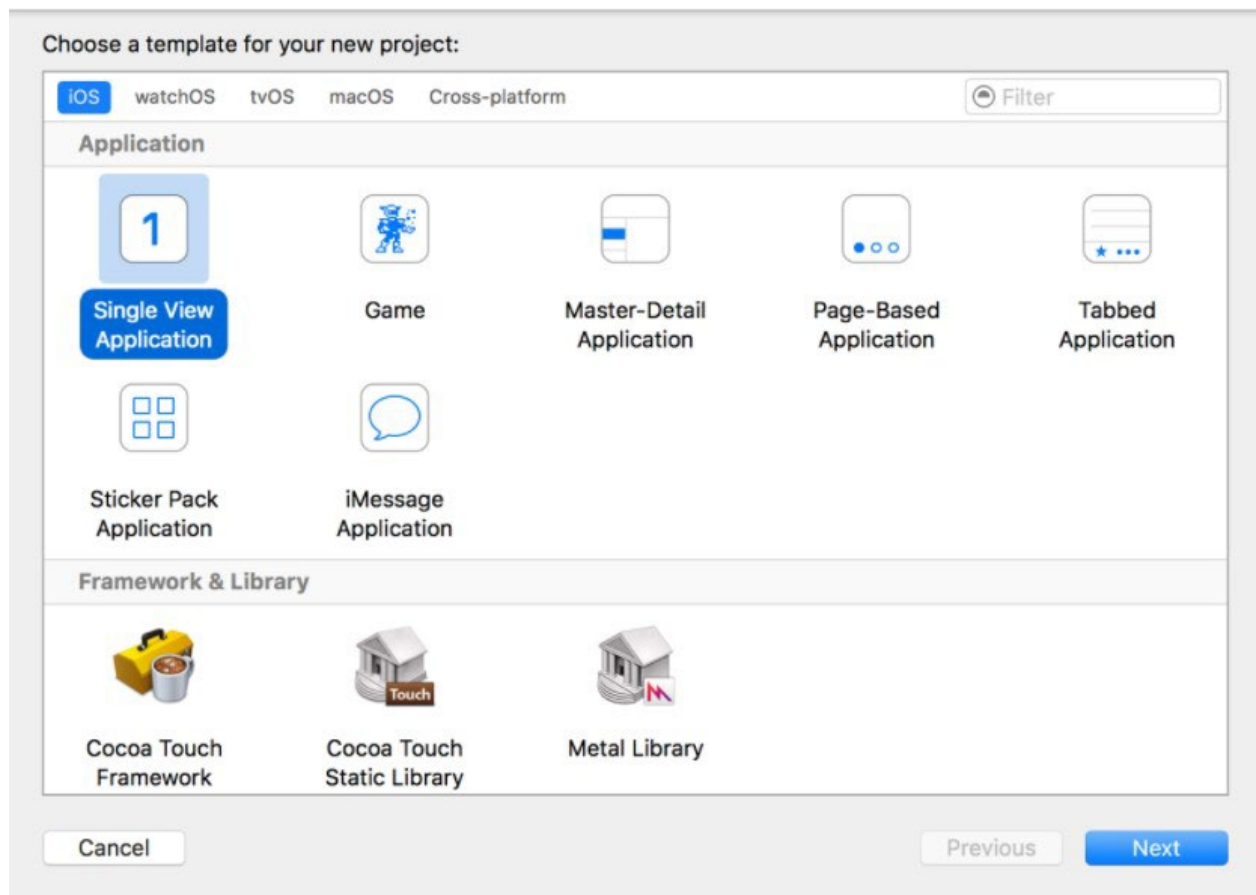 Choose a template for your new project:
iOS watchOS tvOS macOS Cross-platform Filter
Application
1
Single View Application
Game
Master-Detail Application
Page-Based Application
Tabbed Application
Sticker Pack Application
iMessage Application
Framework & Library
Touch
Cocoa Touch Framework
Cocoa Touch Static Library
Metal Library
Cancel Previous Next